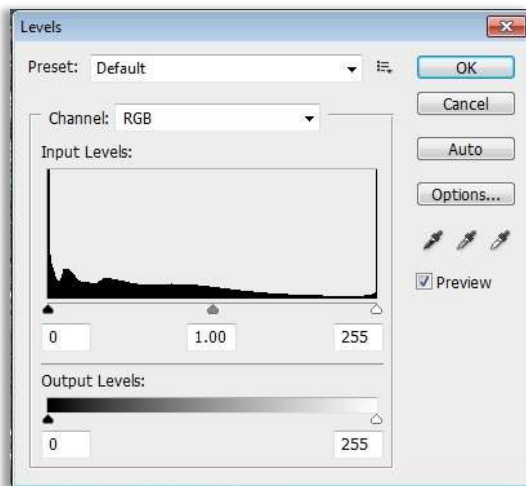 Levels
Preset: Default
OK
Cancel
Channel: RGB
Auto
Input Levels:
Options...
Preview
0 1.00 255
Output Levels:
0 255